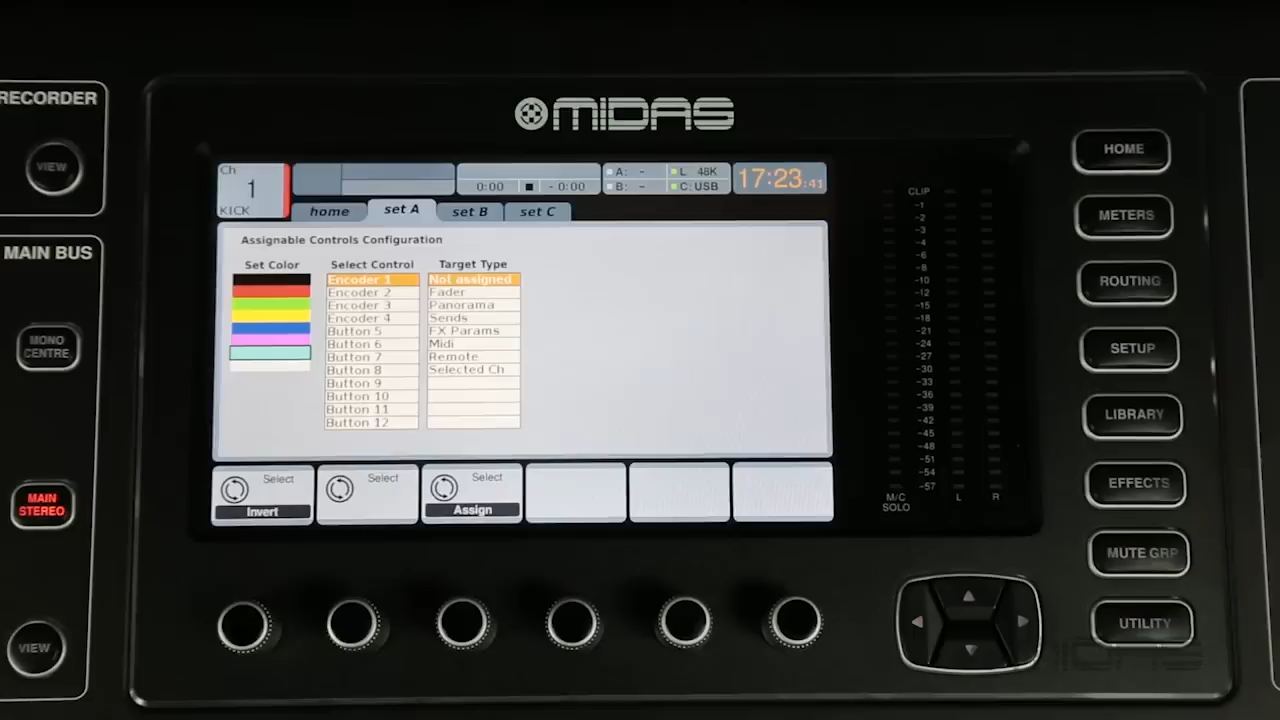 RECORDER
VIEW
MAIN BUS
MONO
CENTRE
MAIN
STEREO
VIEW
MIDAS
Ch
1
KICK
0:00 - 0:00
A: -
B: -
L 48K
C: USB
17:23:41
home set A set B set C
Assignable Controls Configuration
Set Color Select Control Target Type
Encoder 1 Not assigned
Encoder 2 Fader
Encoder 3 Panorama
Encoder 4 Sends
Button 5 FX Params
Button 6 Midi
Button 7 Remote
Button 8 Selected Ch
Button 9
Button 10
Button 11
Button 12
Select Select Select
Invert Assign
CLIP
-1
-2
-3
-4
-6
-8
-10
-12
-15
-18
-21
-24
-27
-30
-33
-36
-39
-42
-45
-48
-51
-54
-57
M/C
SOLO
L R
HOME
METERS
ROUTING
SETUP
LIBRARY
EFFECTS
MUTE GRP
UTILITY
MIDAS